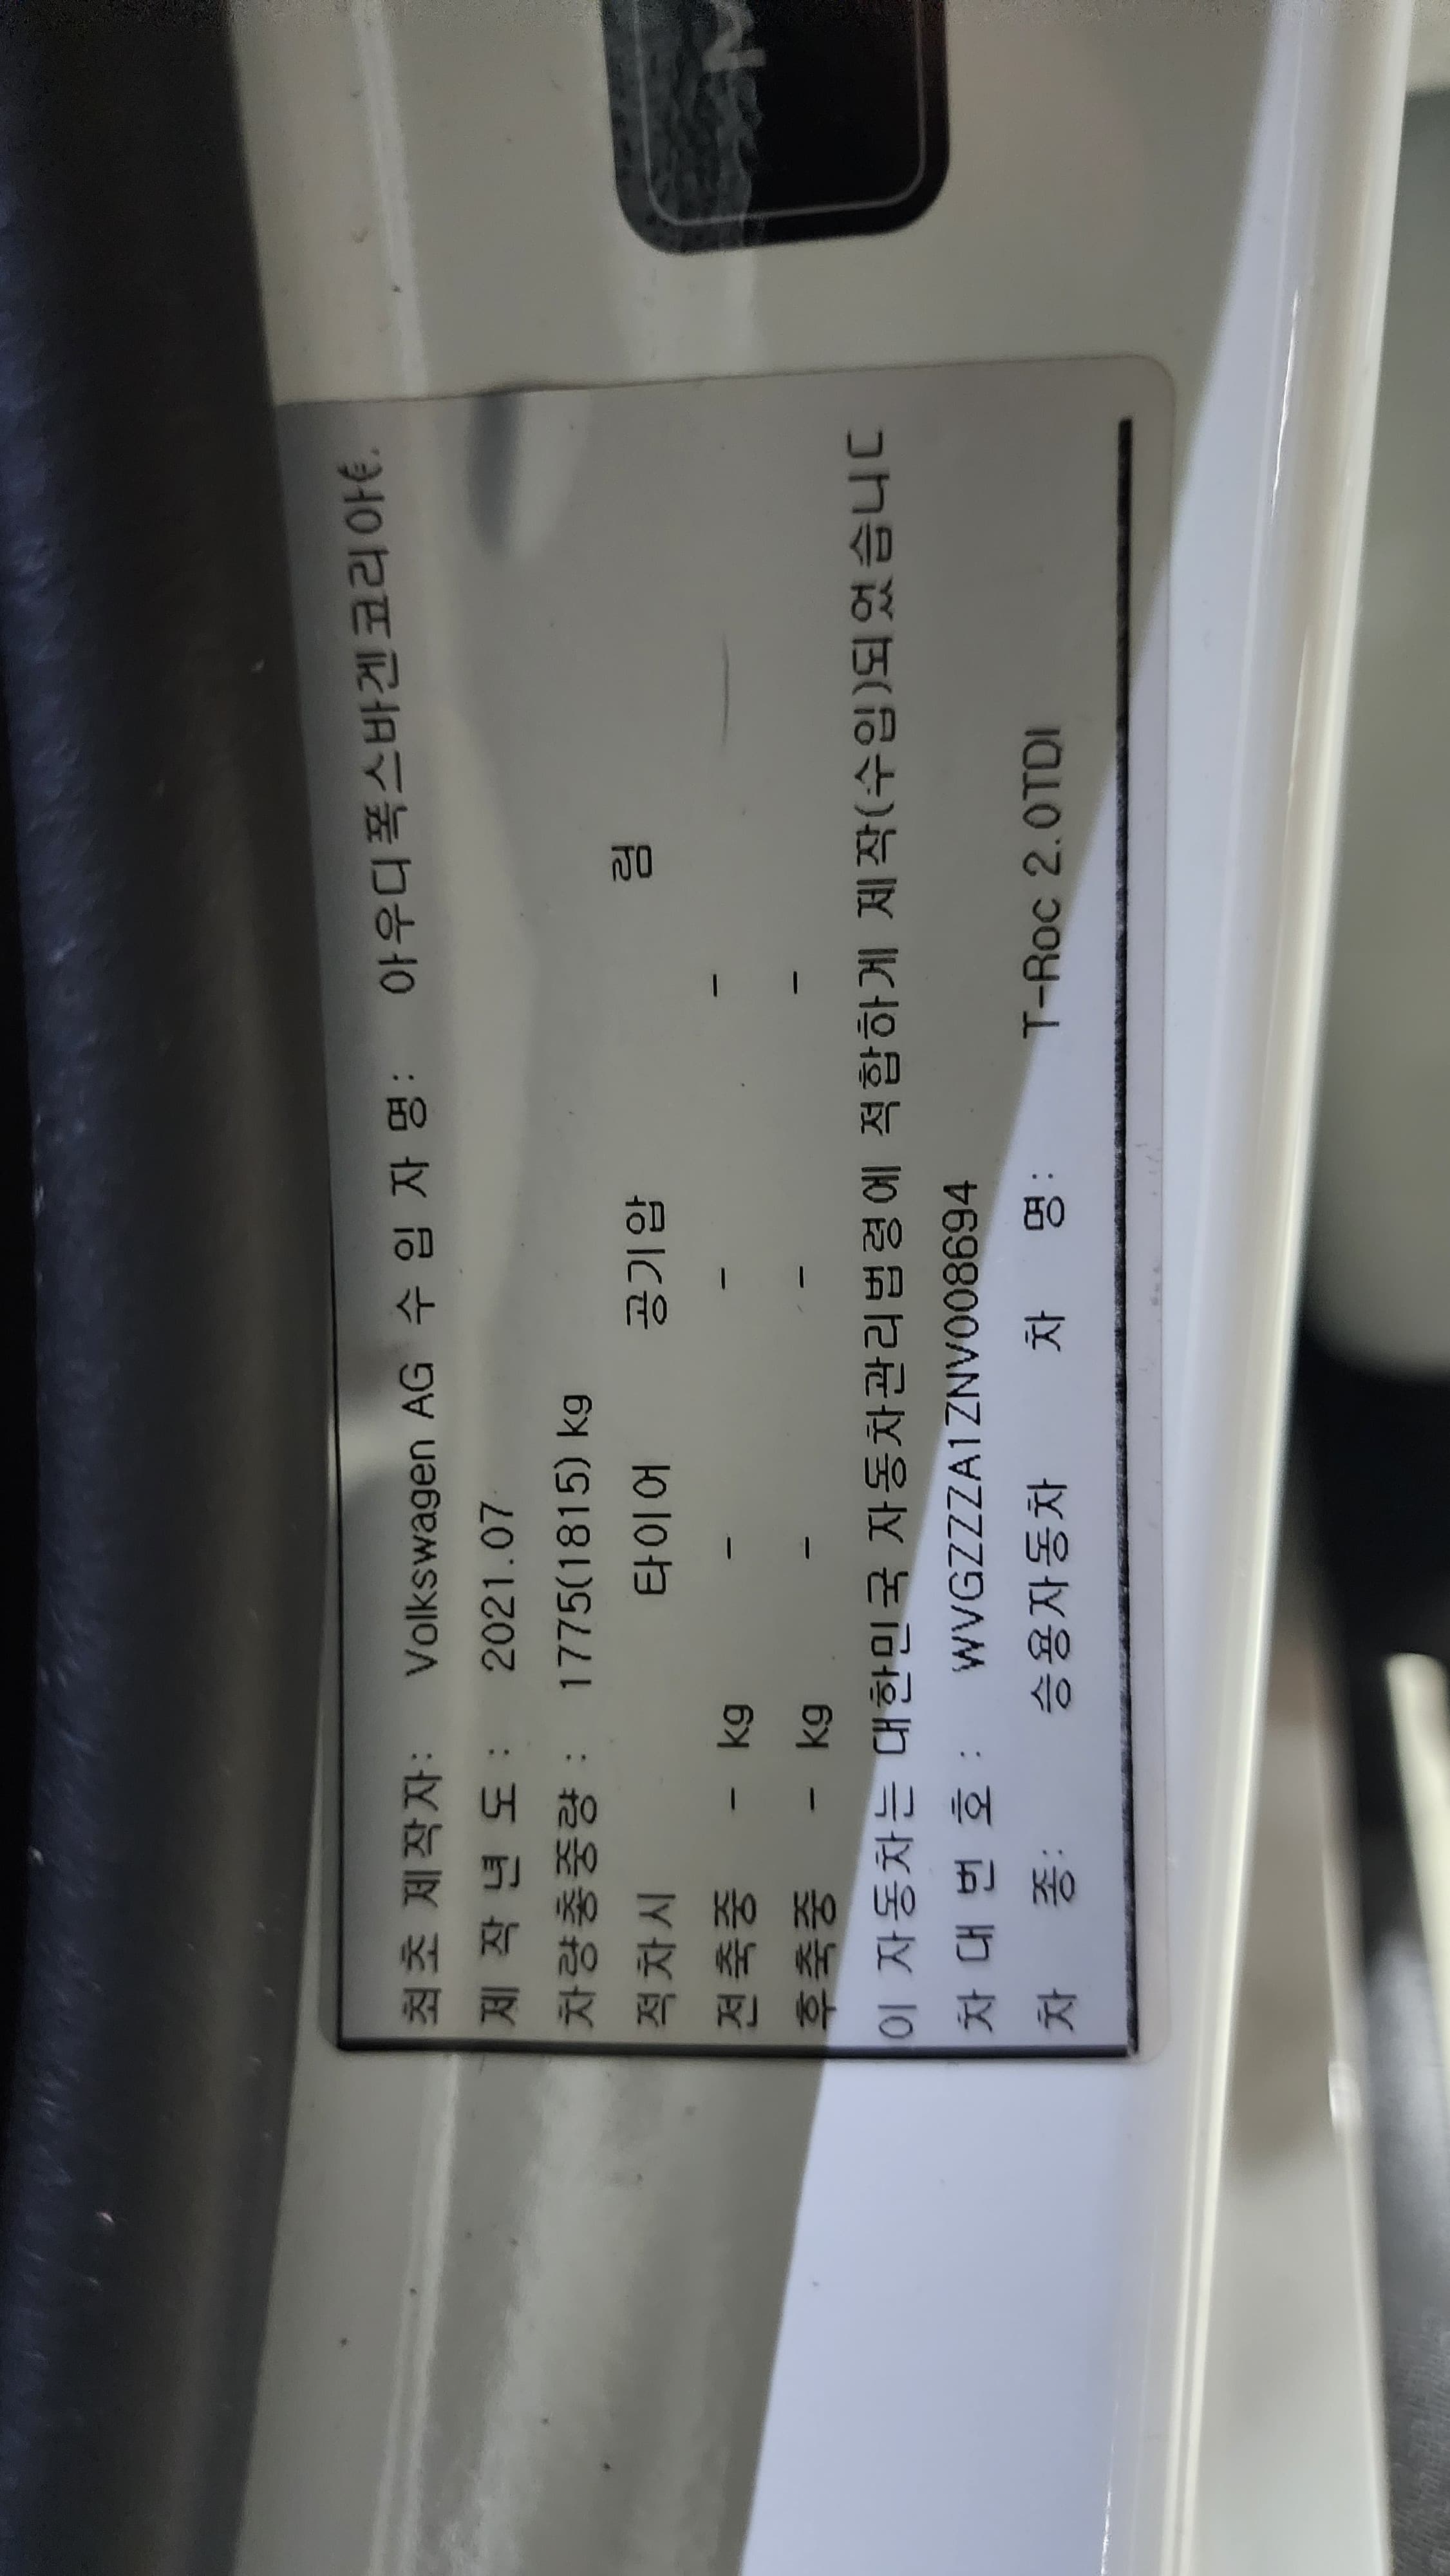 최초 제작자: Volkswagen AG 수 입 자 명: 아우디폭스바겐코리아
제 작 년 도 : 2021.07
차량총중량 : 1775(1815) kg
적차시 타이어 공기압 림
전축중 - kg - - -
후축중 - kg - - -
이 자동차는 대한민국 자동차관리법령에 적합하게 제작(수입)되었습니
차 대 번 호 : WVGZZZA1ZNV008694
차 종: 승용자동차 차 명: T-Roc 2.0TDI